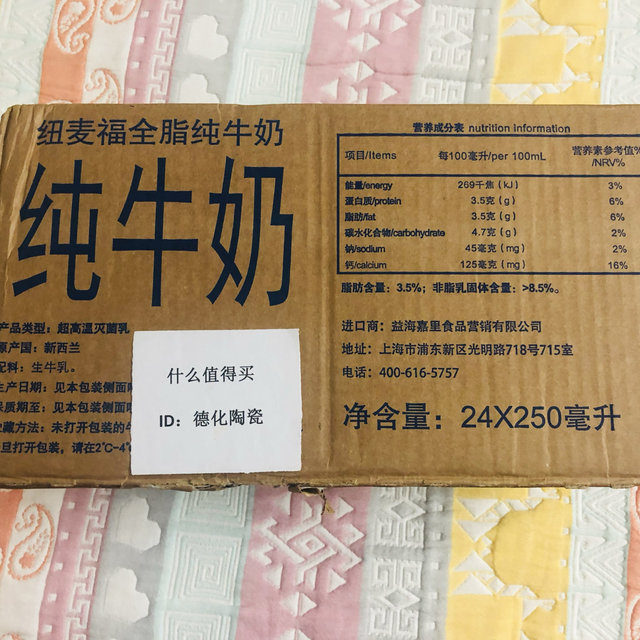 纽麦福全脂纯牛奶
纯牛奶
产品类型：超高温灭菌乳
原产国：新西兰
配料：生牛乳。
生产日期：见本包装侧面
保质期至：见本包装侧面
贮藏方法：未打开包装的
旦打开包装，请在2℃-4
什么值得买
ID：德化陶瓷
营养成分表 nutrition information
项目/Items 每100毫升/per 100mL 营养素参考值%/NRV%
能量/energy 269千焦（kJ） 3%
蛋白质/protein 3.5克（g） 6%
脂肪/fat 3.5克（g） 6%
碳水化合物/carbohydrate 4.7克（g） 2%
钠/sodium 45毫克（mg） 2%
钙/calcium 125毫克（mg） 16%
脂肪含量：3.5%；非脂乳固体含量：>8.5%。
进口商：益海嘉里食品营销有限公司
地址：上海市浦东新区光明路718号715室
电话：400-616-5757
净含量：24X250毫升